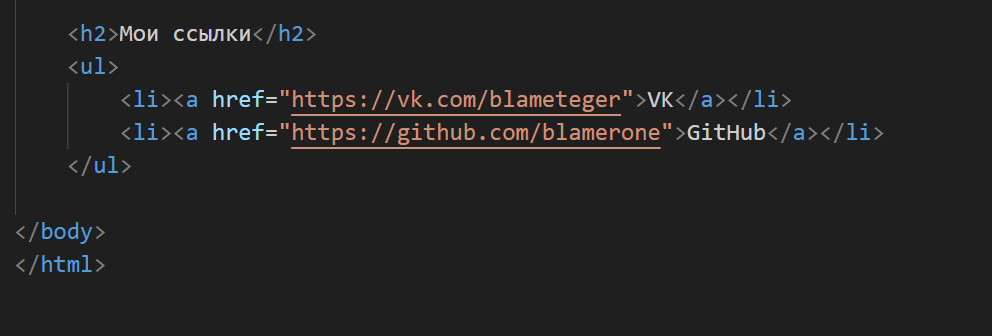 <h2>Мои ссылки</h2>
<ul>
<li><a href="https://vk.com/blameteger">VK</a></li>
<li><a href="https://github.com/blamerone">GitHub</a></li>
</ul>
</body>
</html>